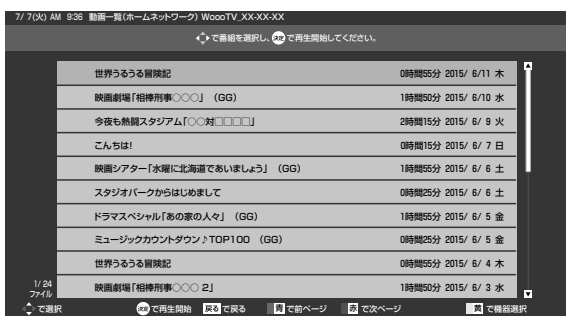 7/ 7(火) AM 9:36 動画一覧(ホームネットワーク) WoooTV_XX-XX-XX
で番組を選択し、決定で再生開始してください。
世界うるうる冒険記 0時間55分 2015/ 6/11 木
映画劇場「相棒刑事○○○」 (GG) 1時間50分 2015/ 6/10 水
今夜も熱闘スタジアム「○○対□□□□」 2時間15分 2015/ 6/ 9 火
こんちは! 0時間15分 2015/ 6/ 7 日
映画シアター「水曜に北海道であいましょう」 (GG) 1時間55分 2015/ 6/ 6 土
スタジオパークからはじめまして 0時間25分 2015/ 6/ 6 土
ドラマスペシャル「あの家の人々」 (GG) 1時間55分 2015/ 6/ 5 金
ミュージックカウントダウン♪TOP100 (GG) 0時間25分 2015/ 6/ 5 金
世界うるうる冒険記 0時間55分 2015/ 6/ 4 木
映画劇場「相棒刑事○○○ 2」 1時間50分 2015/ 6/ 3 水
1/ 24
ファイル
で選択 決定で再生開始 戻るで戻る 青で前ページ 赤で次ページ 黄で機器選択